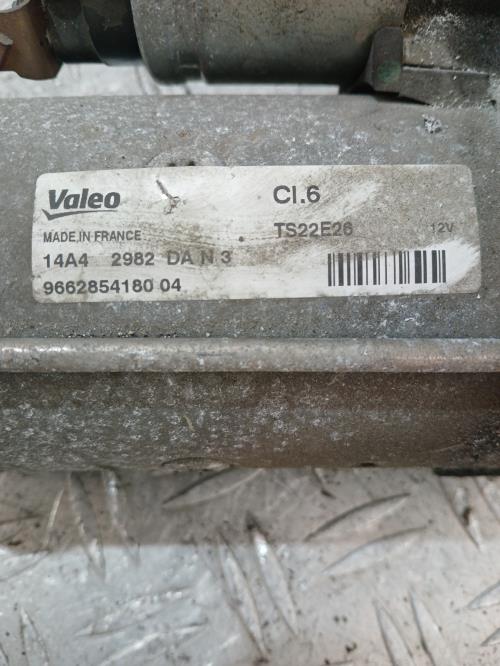 Valeo
Cl.6
MADE IN FRANCE
TS22E26
12V
14A4 2982 DA N 3
9662854180 04